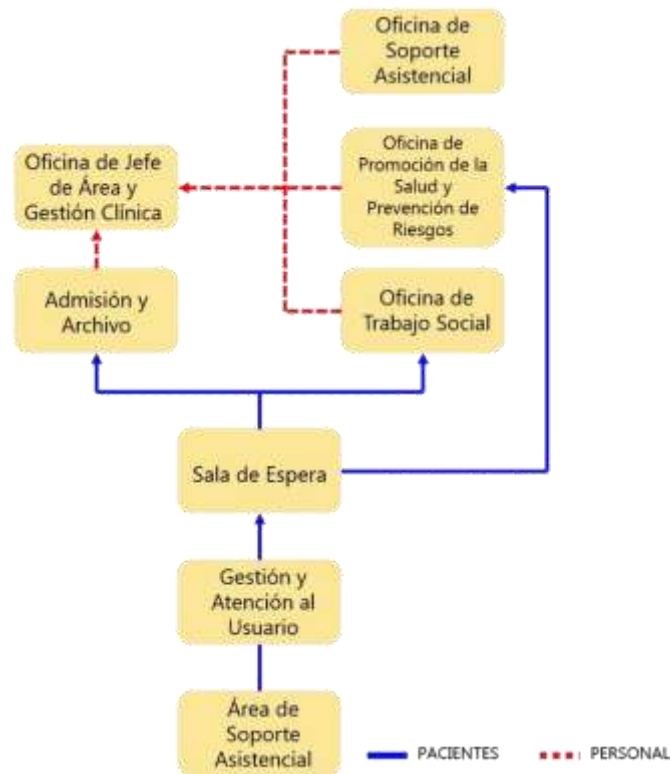 Oficina de
Soporte
Asistencial
Oficina de Jefe
de Área y
Gestión Clínica
Oficina de
Promoción de la
Salud y
Prevención de
Riesgos
Admisión y
Archivo
Oficina de
Trabajo Social
Sala de Espera
Gestión y
Atención al
Usuario
Área de
Soporte
Asistencial
PACIENTES
PERSONAL